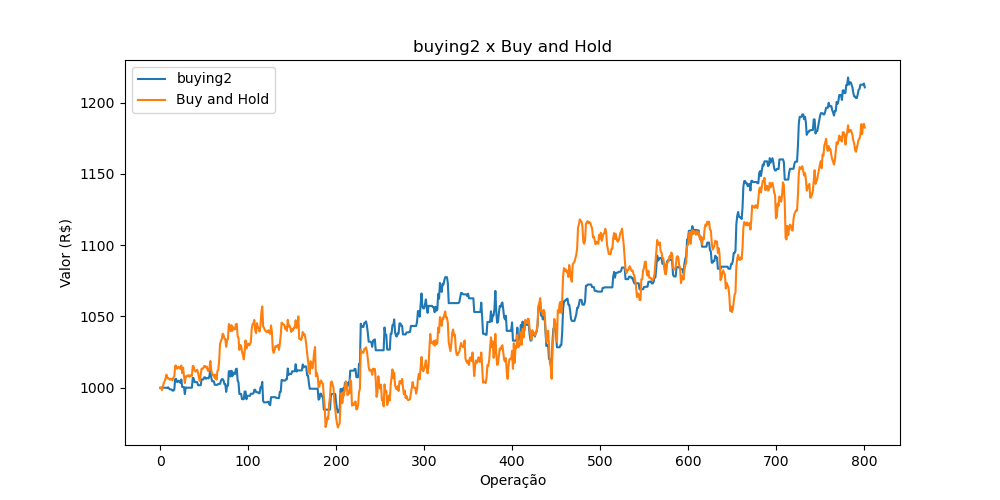 buying2 x Buy and Hold
buying2
Buy and Hold
1200
1150
1100
1050
1000
Valor (R$)
0 100 200 300 400 500 600 700 800
Operação